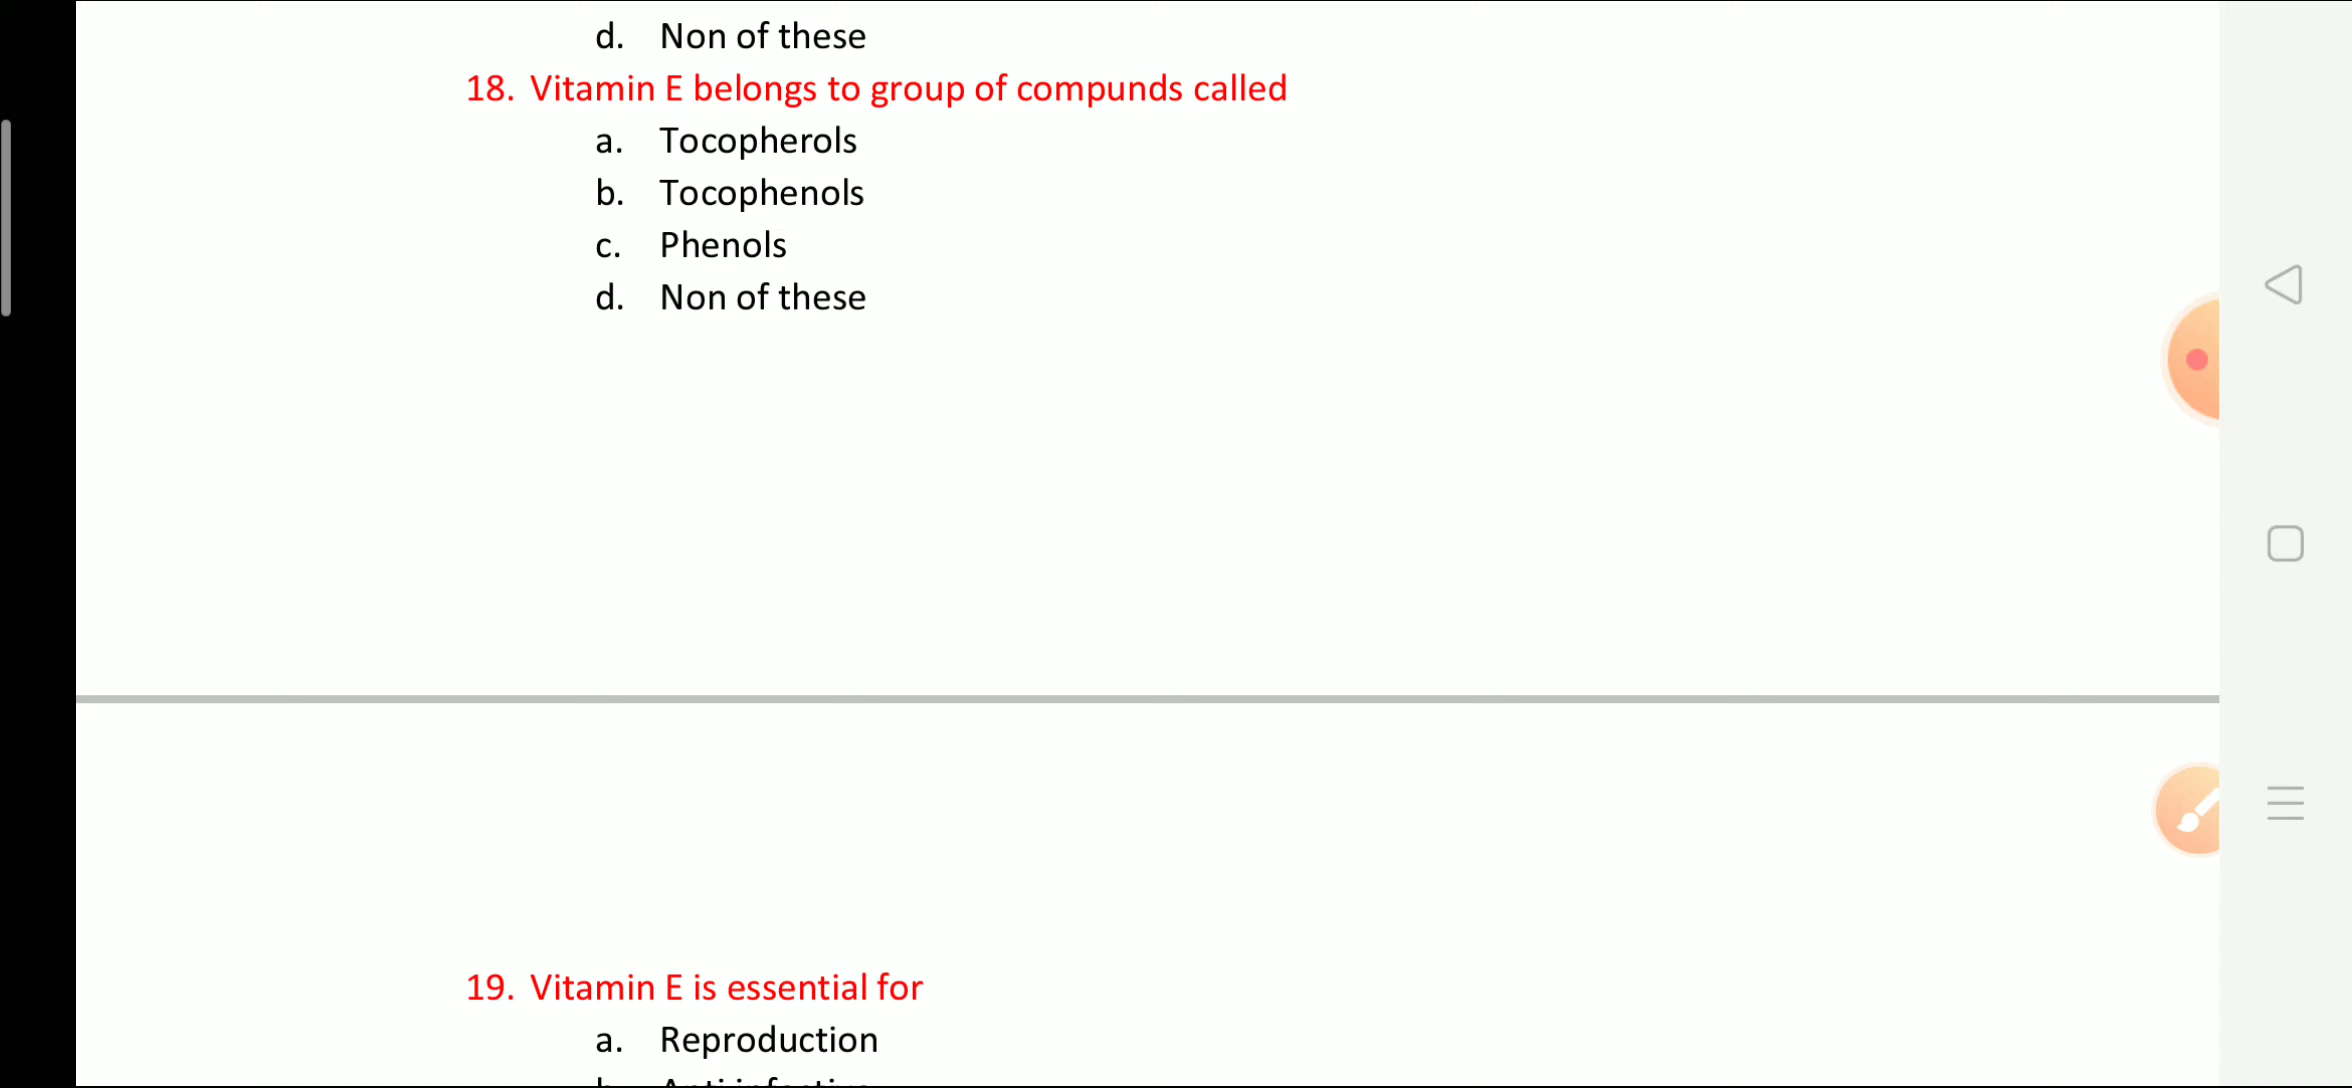 d. Non of these
18. Vitamin E belongs to group of compunds called
a. Tocopherols
b. Tocophenols
c. Phenols
d. Non of these
19. Vitamin E is essential for
a. Reproduction